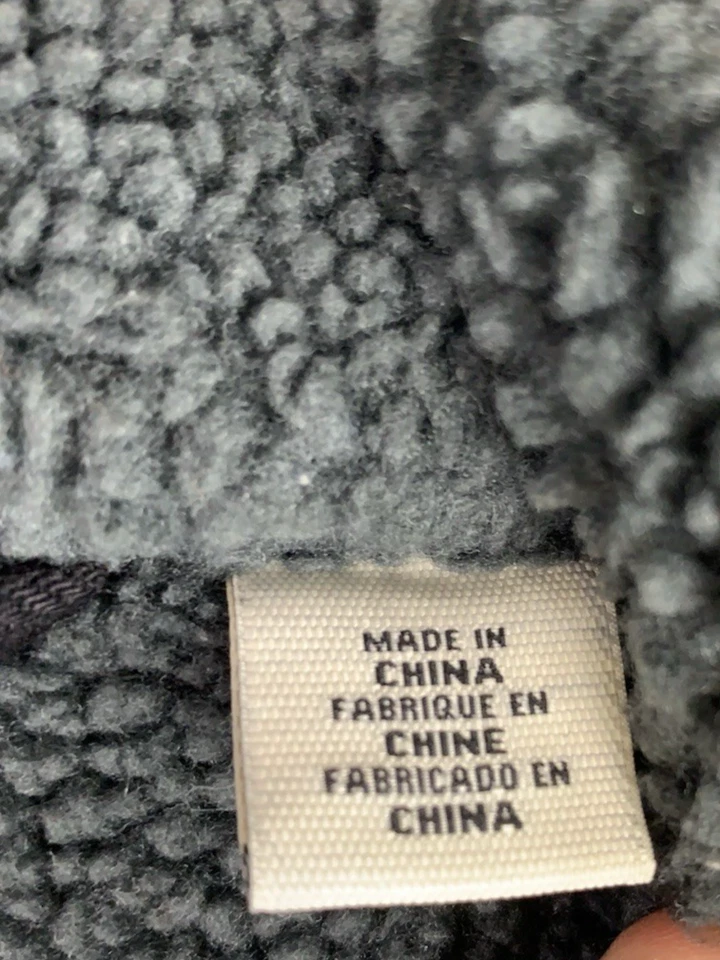 MADE IN
CHINA
FABRIQUE EN
CHINE
FABRICADO EN
CHINA